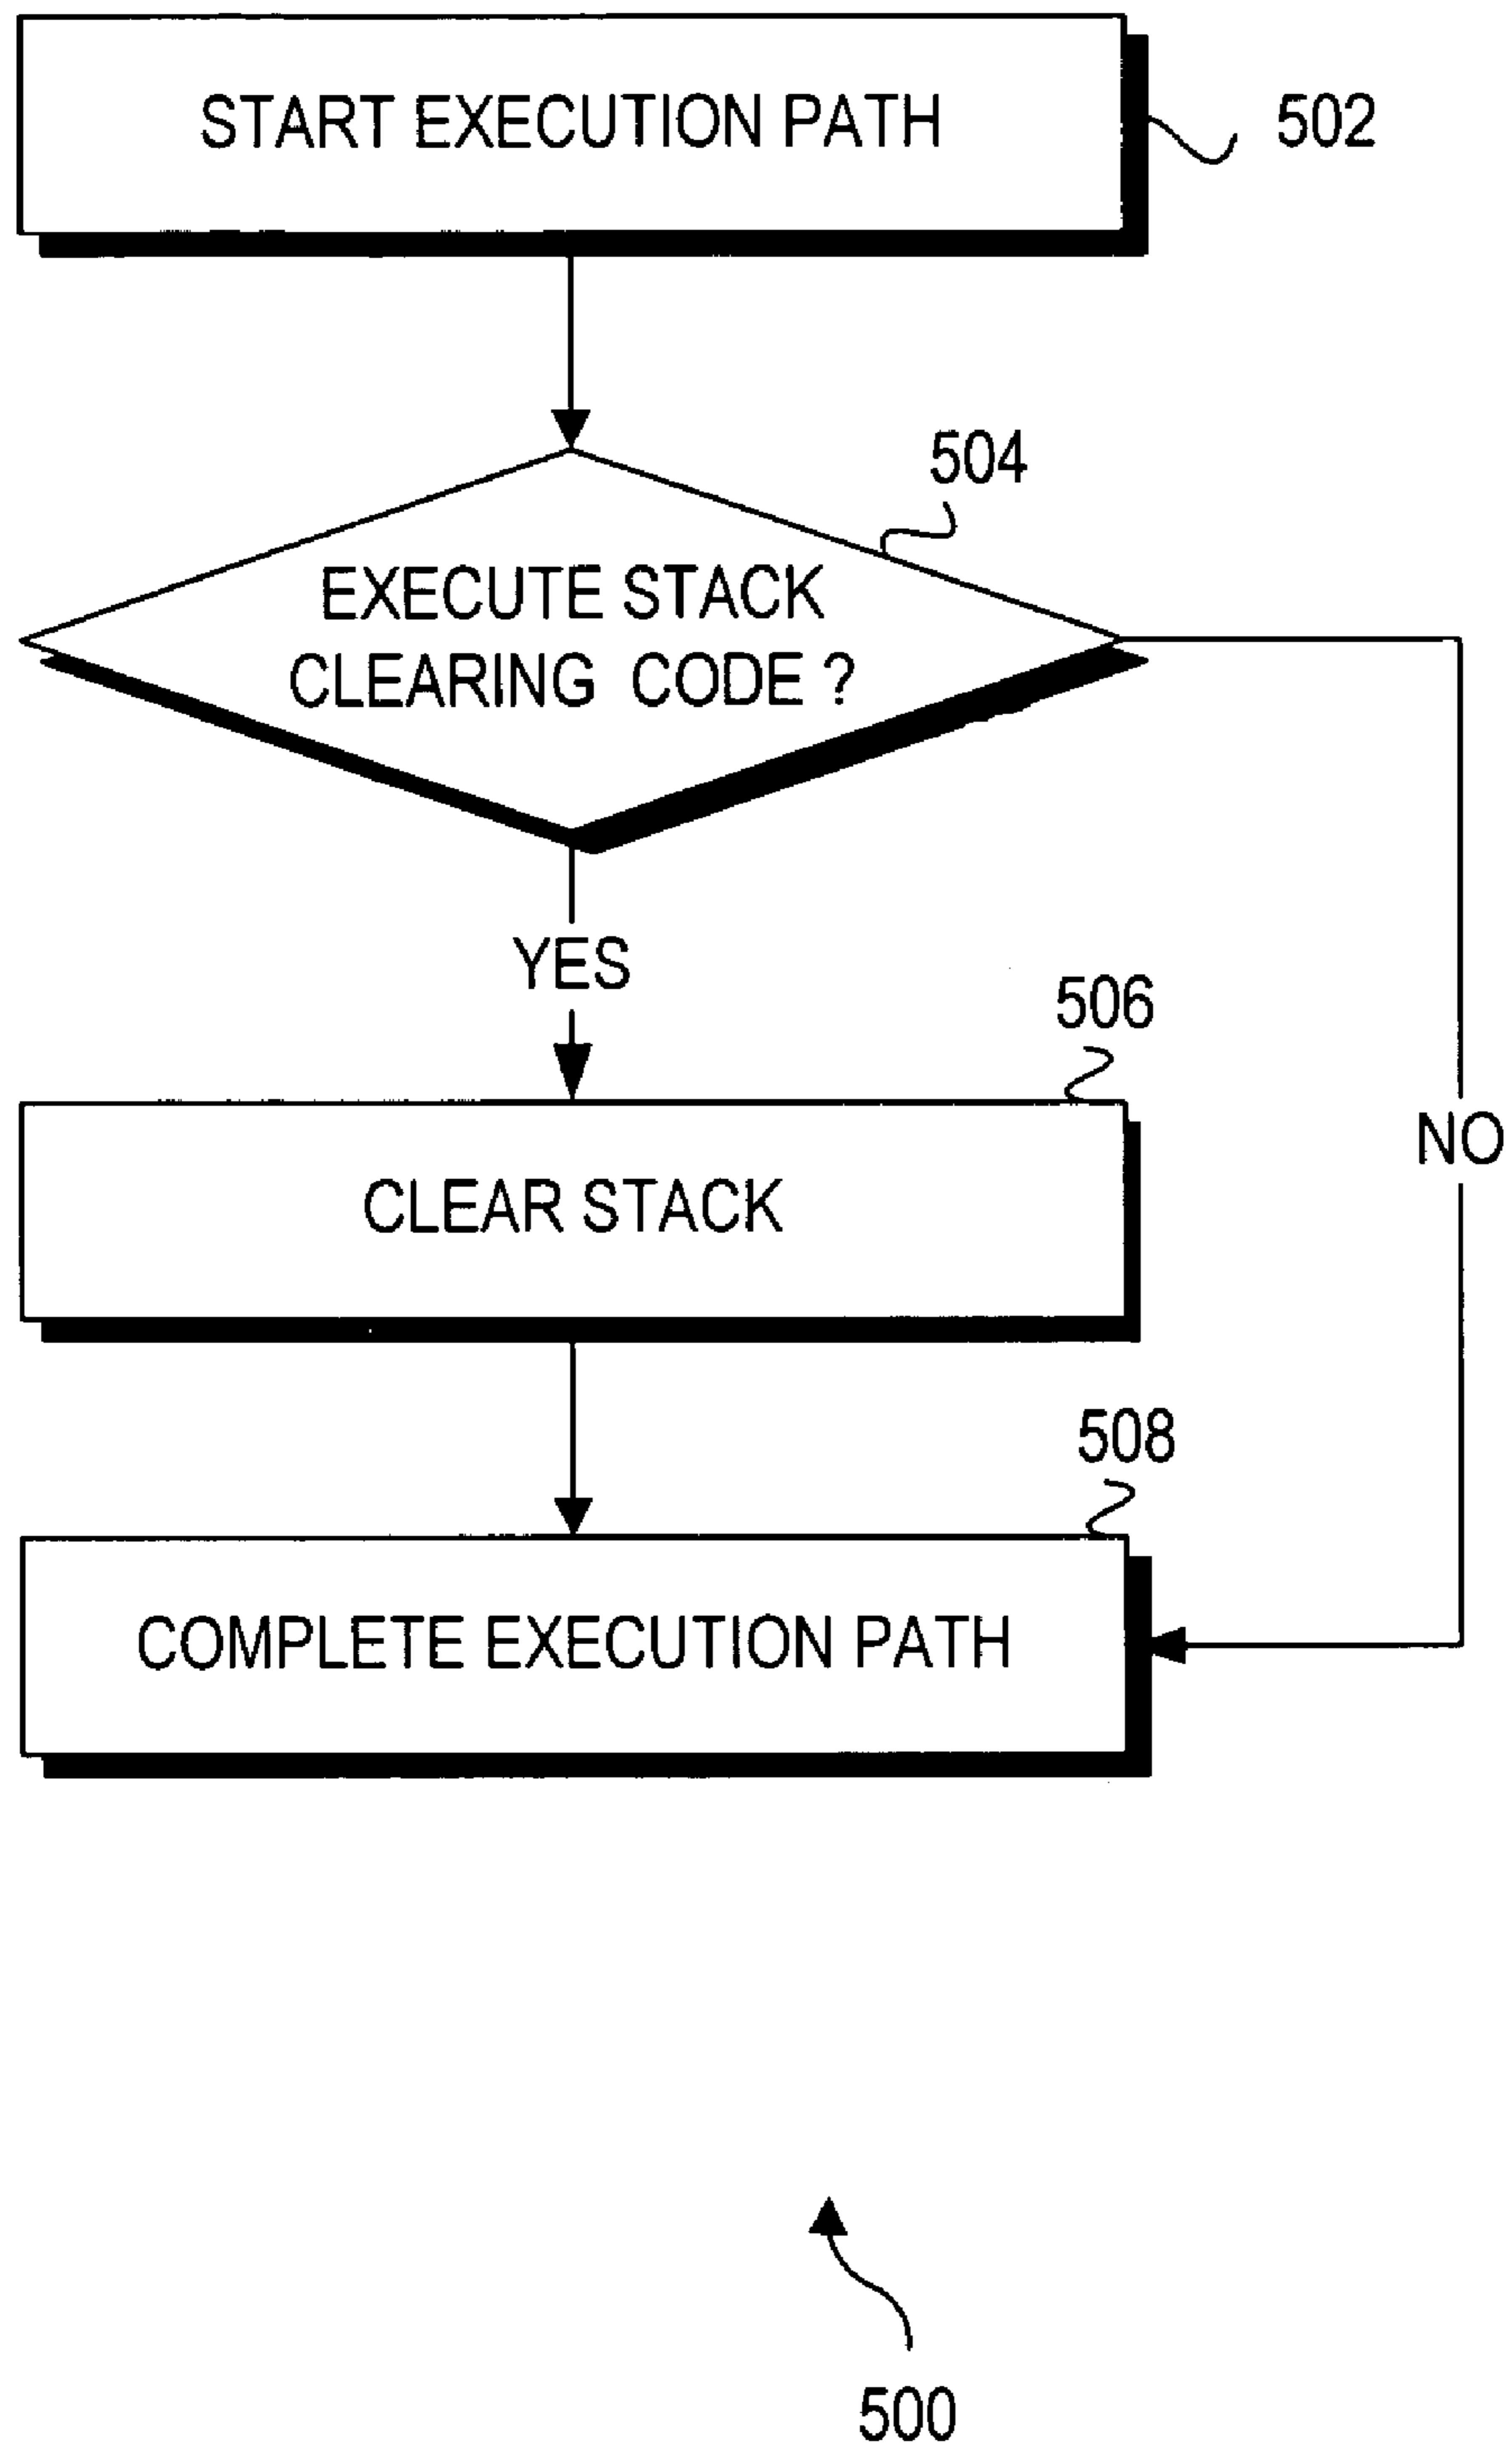 START EXECUTION PATH
502
504
EXECUTE STACK
CLEARING CODE ?
YES
506
NO
CLEAR STACK
508
COMPLETE EXECUTION PATH
500